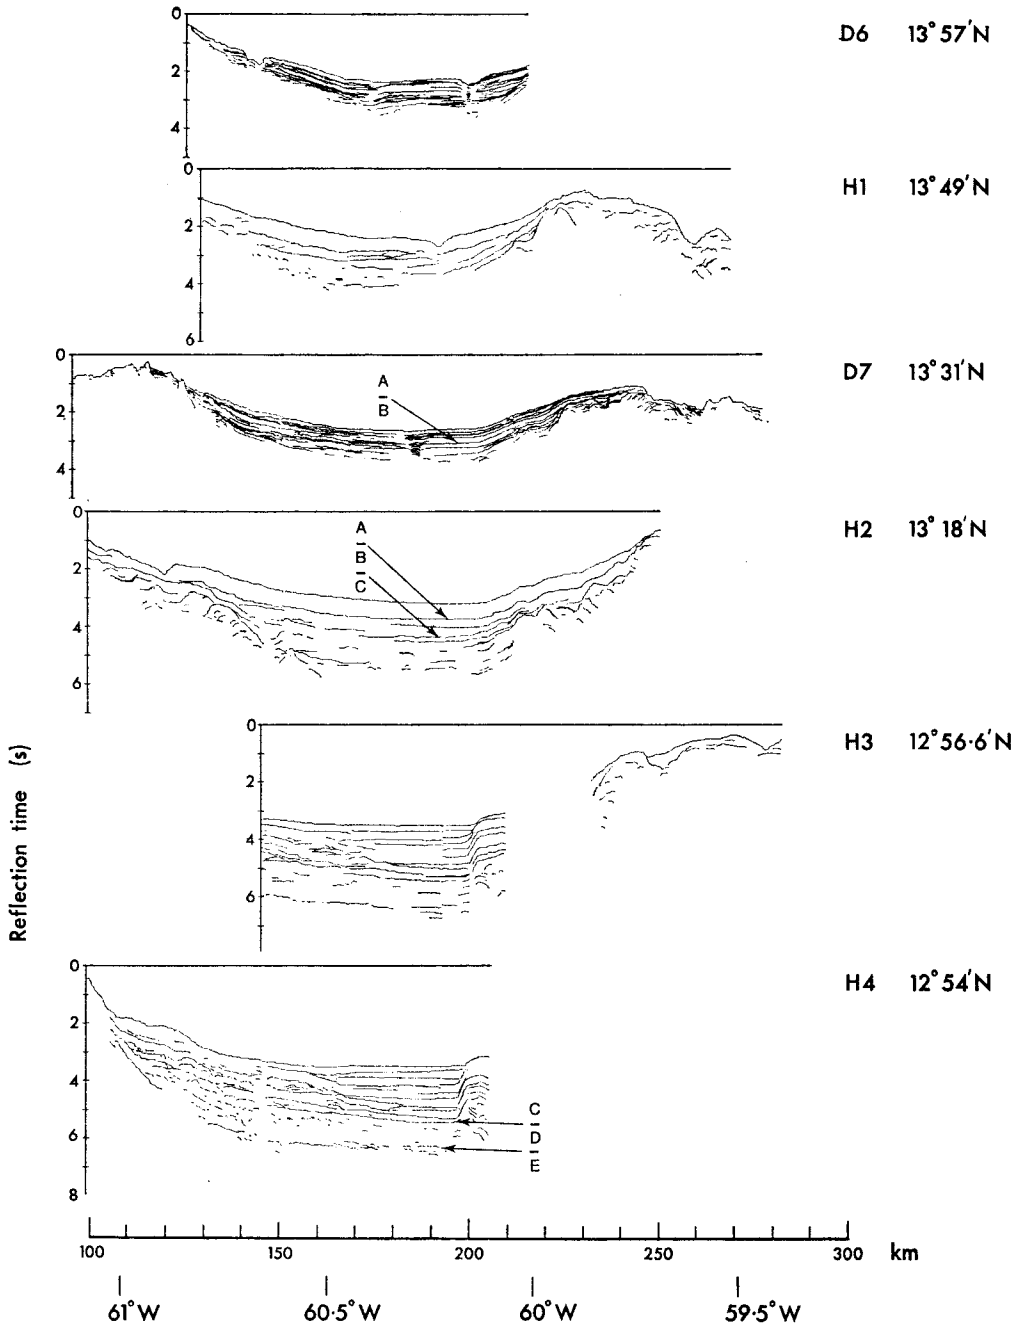 0
2
4
D6 13°57′N
0
2
4
6
H1 13°49′N
0
2
4
A
B
D7 13°31′N
0
2
4
6
A
B
C
H2 13°18′N
0
2
4
6
H3 12°56·6′N
Reflection time (s)
0
2
4
6
8
C
D
E
H4 12°54′N
100 150 200 250 300 km
61°W 60·5°W 60°W 59·5°W